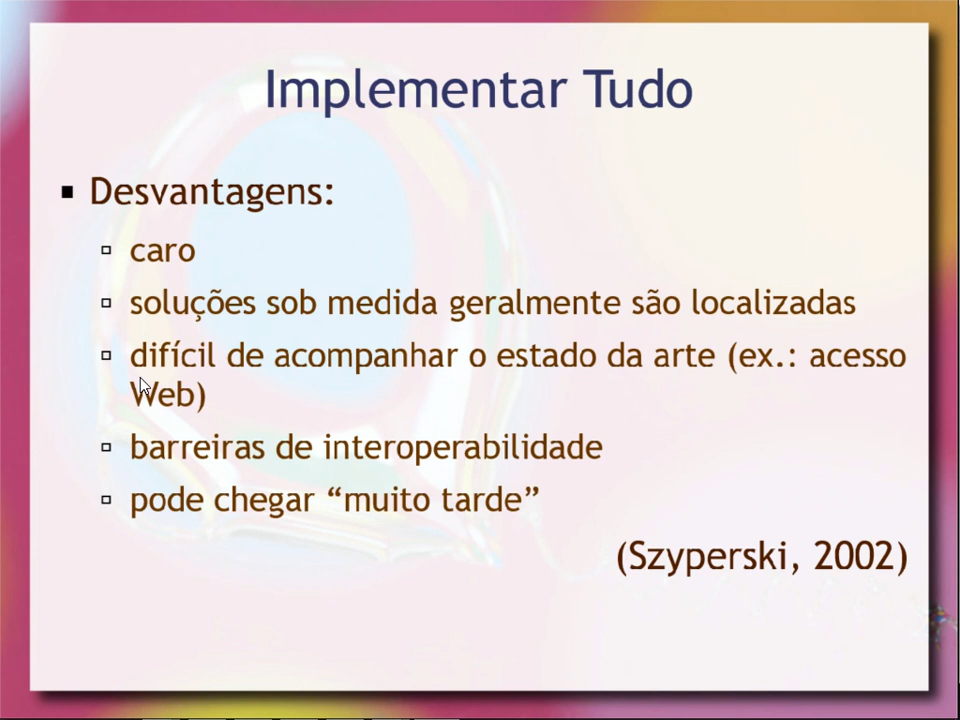 Implementar Tudo
Desvantagens:
caro
soluções sob medida geralmente são localizadas
difícil de acompanhar o estado da arte (ex.: acesso
Web)
barreiras de interoperabilidade
pode chegar “muito tarde”
(Szyperski, 2002)